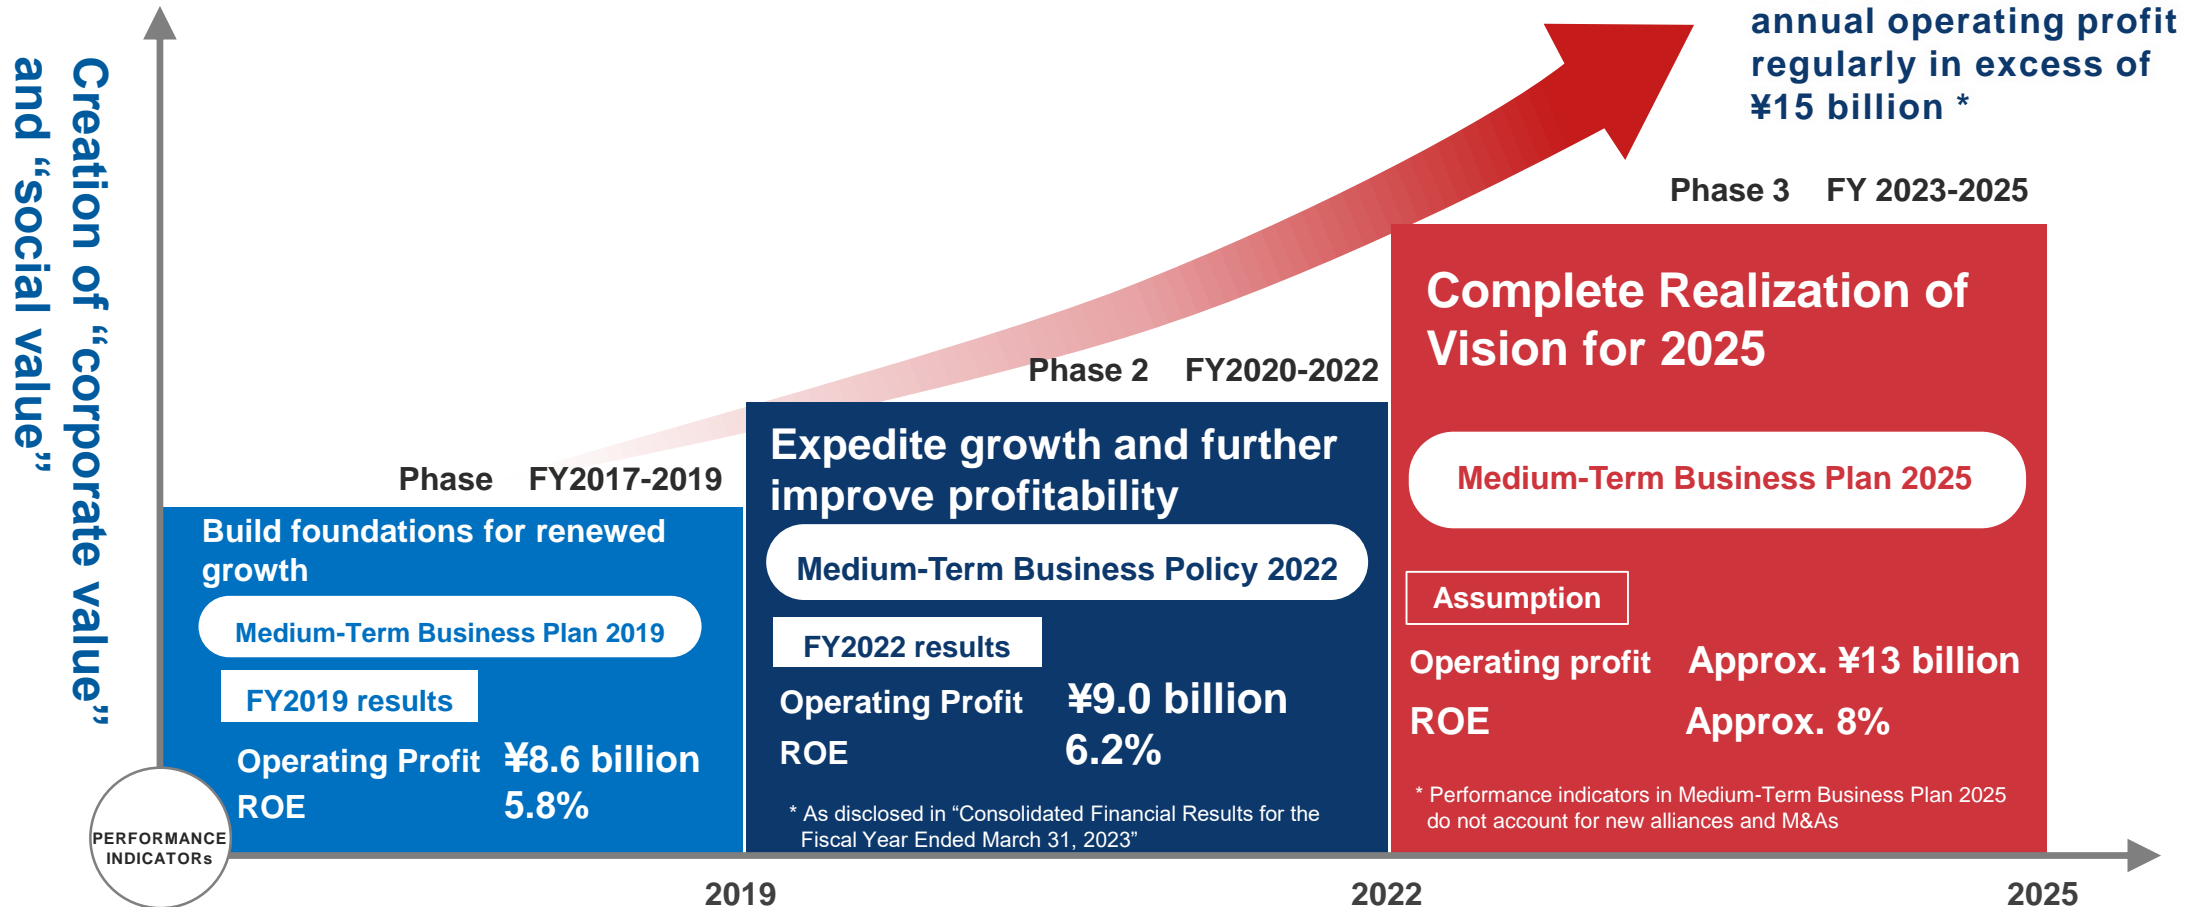 Creation of “corporate value”
and “social value”
annual operating profit
regularly in excess of
¥15 billion *
Phase FY2017-2019
Build foundations for renewed
growth
Medium-Term Business Plan 2019
FY2019 results
Operating Profit ¥8.6 billion
ROE 5.8%
Phase 2 FY2020-2022
Expedite growth and further
improve profitability
Medium-Term Business Policy 2022
FY2022 results
Operating Profit ¥9.0 billion
ROE 6.2%
* As disclosed in “Consolidated Financial Results for the
Fiscal Year Ended March 31, 2023”
Phase 3 FY 2023-2025
Complete Realization of
Vision for 2025
Medium-Term Business Plan 2025
Assumption
Operating profit Approx. ¥13 billion
ROE Approx. 8%
* Performance indicators in Medium-Term Business Plan 2025
do not account for new alliances and M&As
PERFORMANCE
INDICATORs
2019 2022 2025